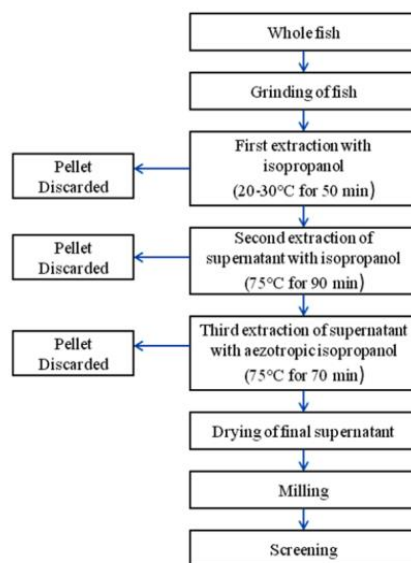 Whole fish
Grinding of fish
First extraction with
isopropanol
(20-30°C for 50 min)
Pellet
Discarded
Second extraction of
supernatant with isopropanol
(75°C for 90 min)
Pellet
Discarded
Third extraction of supernatant
with aezotropic isopropanol
(75°C for 70 min)
Pellet
Discarded
Drying of final supernatant
Milling
Screening